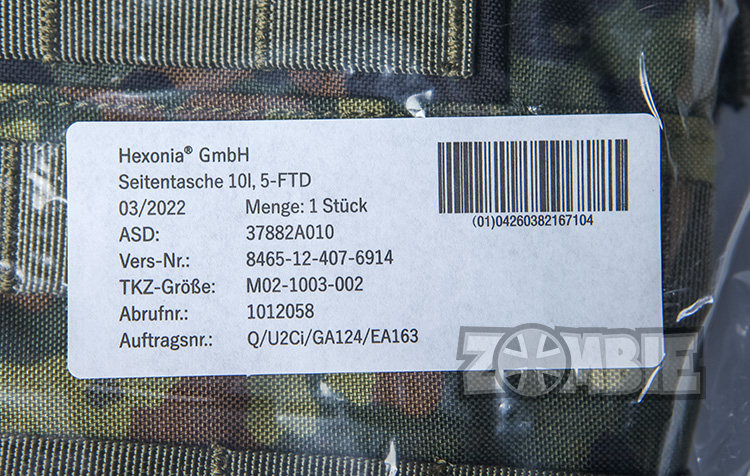 Hexonia® GmbH
Seitentasche 10l, 5-FTD
03/2022 Menge: 1 Stück
ASD: 37882A010
Vers-Nr.: 8465-12-407-6914
TKZ-Größe: M02-1003-002
Abrufnr.: 1012058
Auftragsnr.: Q/U2Ci/GA124/EA163
(01)04260382167104
ZOMBIE